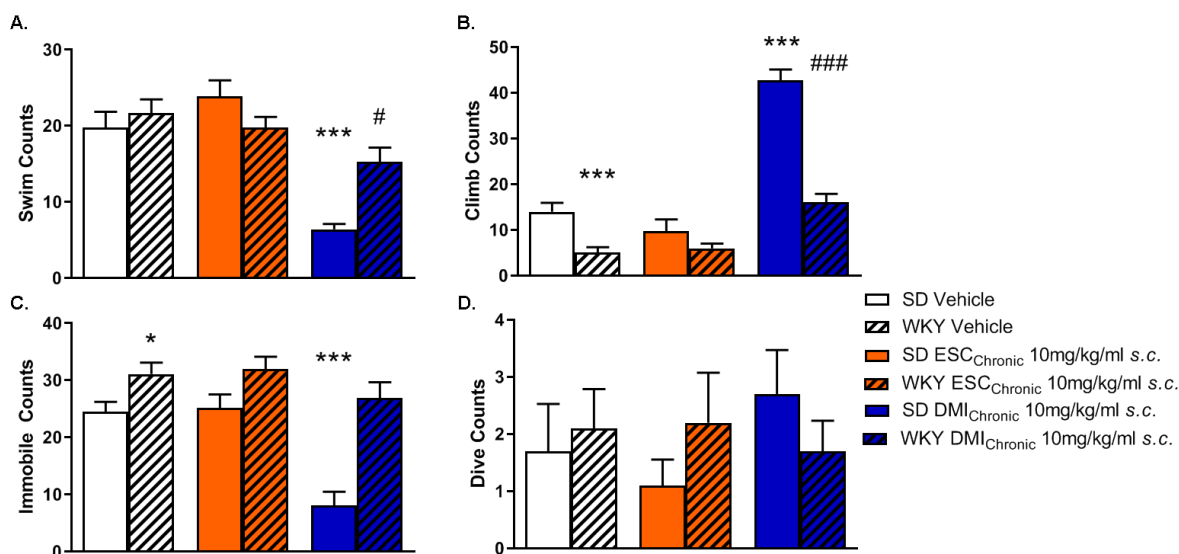 A.
30
20
10
0
Swim Counts
***
#
B.
50
40
30
20
10
0
Climb Counts
***
***
###
C.
40
30
20
10
0
Immobile Counts
*
***
D.
4
3
2
1
0
Dive Counts
SD Vehicle
WKY Vehicle
SD ESCChronic 10mg/kg/ml s.c.
WKY ESCChronic 10mg/kg/ml s.c.
SD DMIChronic 10mg/kg/ml s.c.
WKY DMIChronic 10mg/kg/ml s.c.